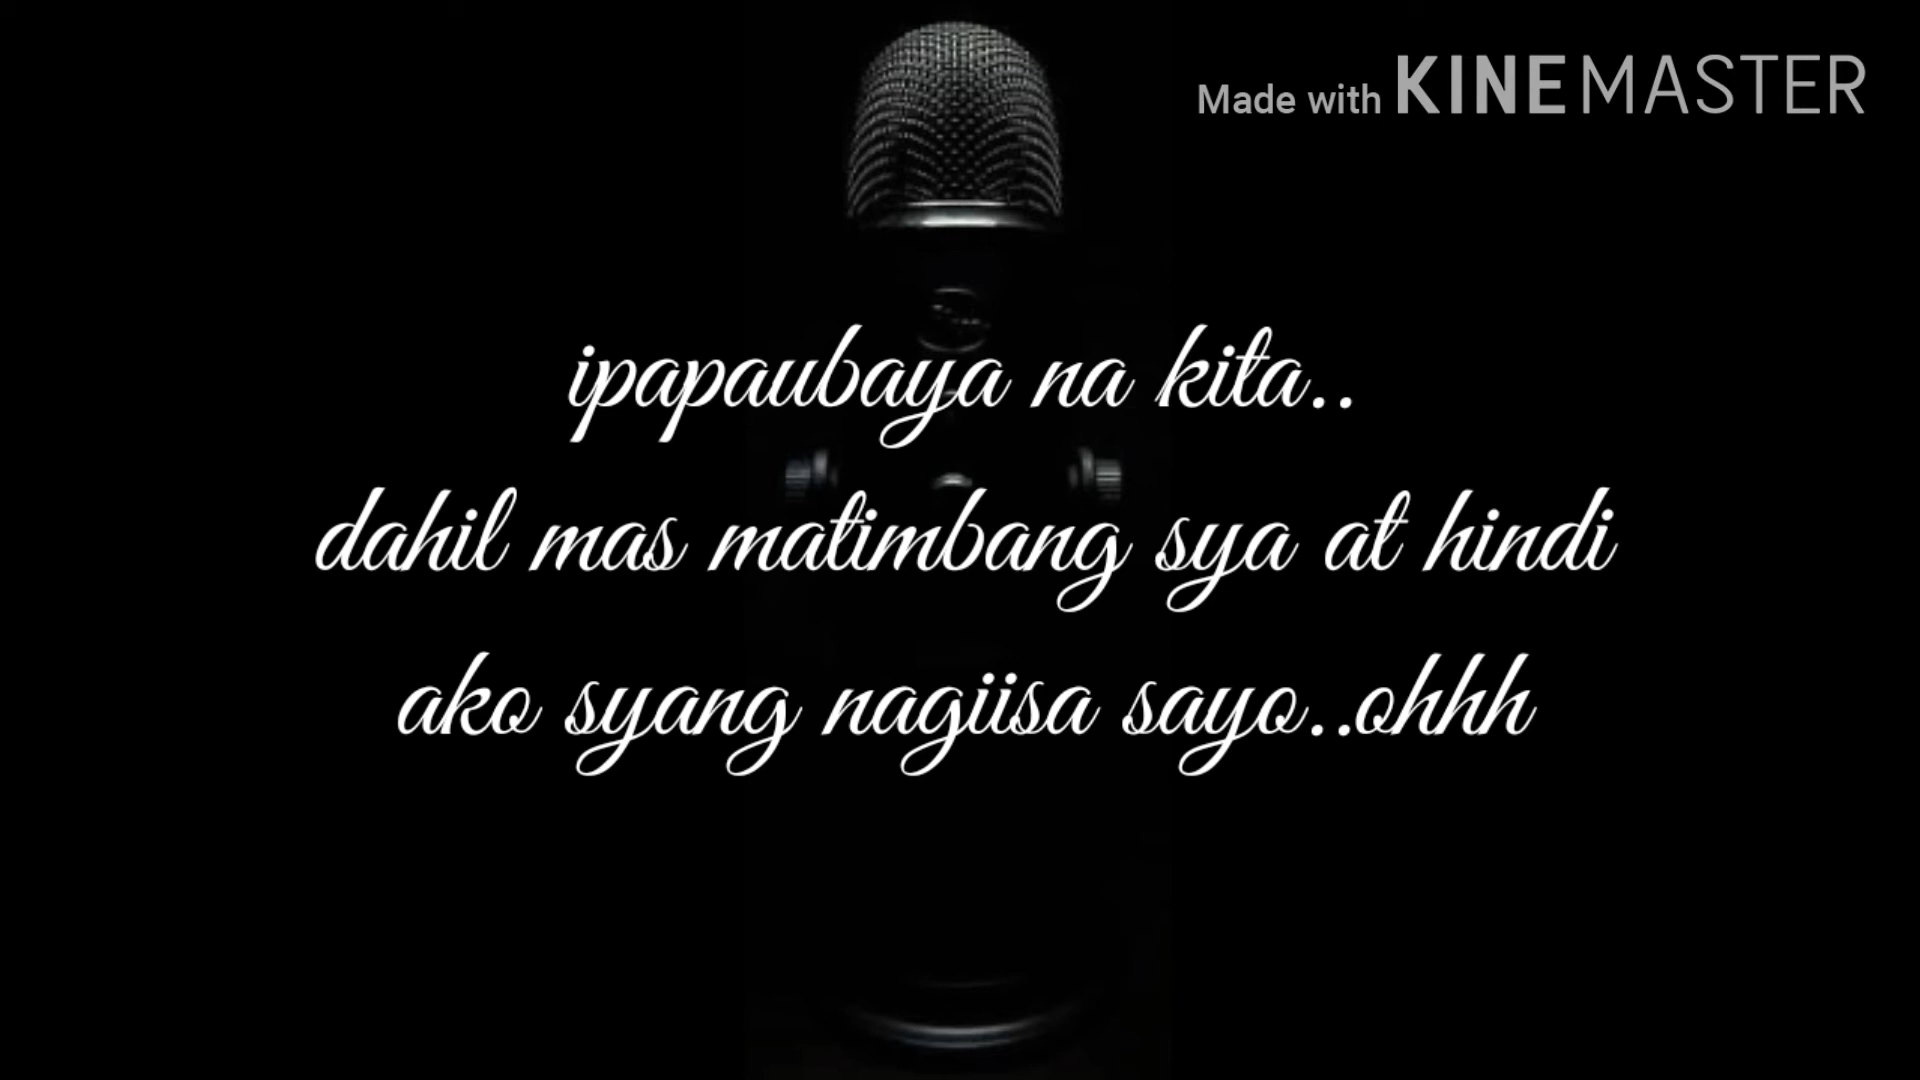 Made with KINEMASTER
ipapaubaya na kita..
dahil mas matimbang sya at hindi
ako syang nagiisa sayo..ohhh